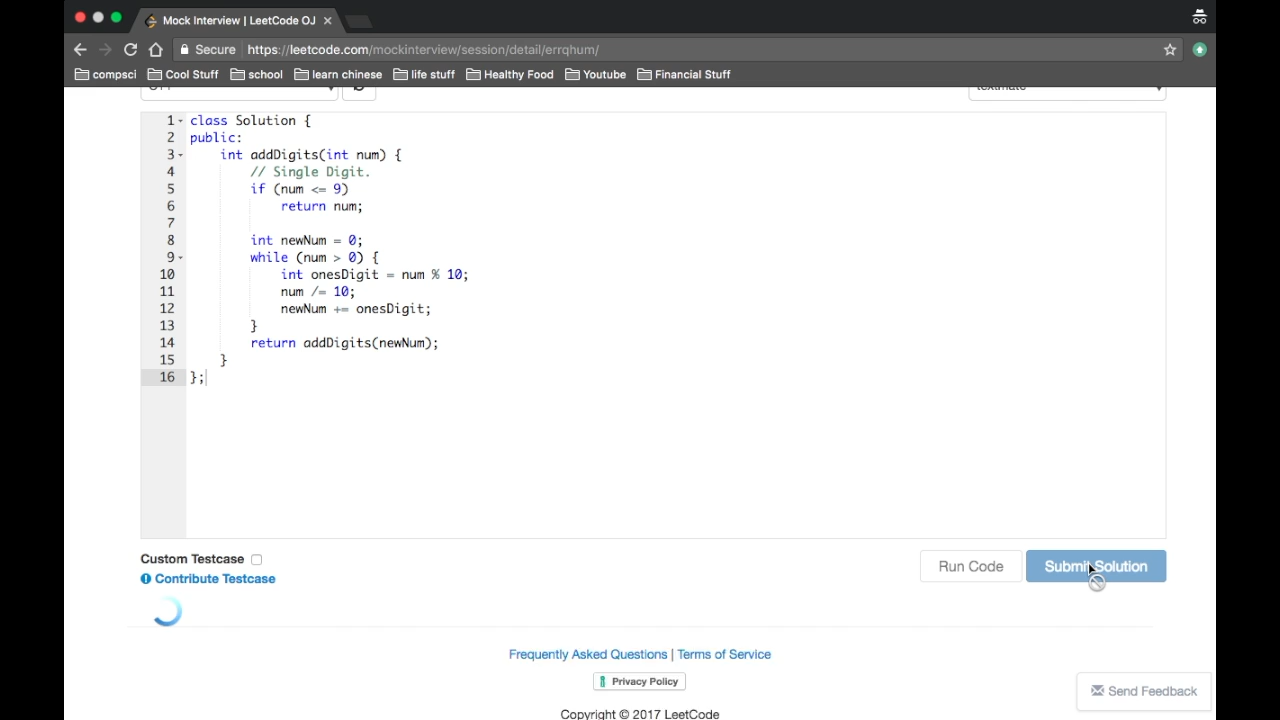 Mock Interview | LeetCode OJ
Secure https://leetcode.com/mockinterview/session/detail/errqhum/
compsci Cool Stuff school learn chinese life stuff Healthy Food Youtube Financial Stuff
1 class Solution {
2 public:
3 int addDigits(int num) {
4 // Single Digit.
5 if (num <= 9)
6 return num;
7
8 int newNum = 0;
9 while (num > 0) {
10 int onesDigit = num % 10;
11 num /= 10;
12 newNum += onesDigit;
13 }
14 return addDigits(newNum);
15 }
16 };
Custom Testcase
Contribute Testcase
Run Code
Submit Solution
Frequently Asked Questions | Terms of Service
Privacy Policy
Send Feedback
Copyright © 2017 LeetCode